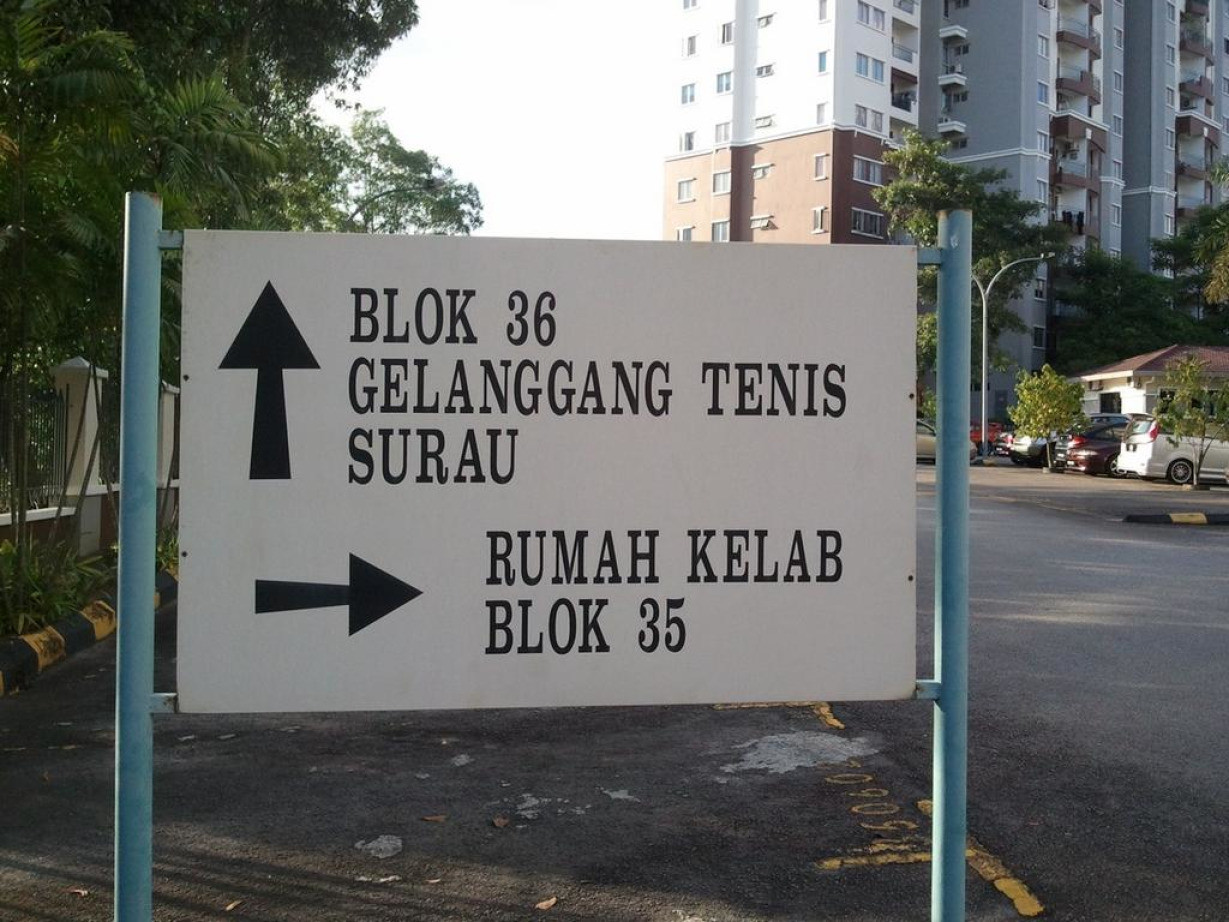 BLOK 36
GELANGGANG TENIS
SURAU
RUMAH KELAB
BLOK 35